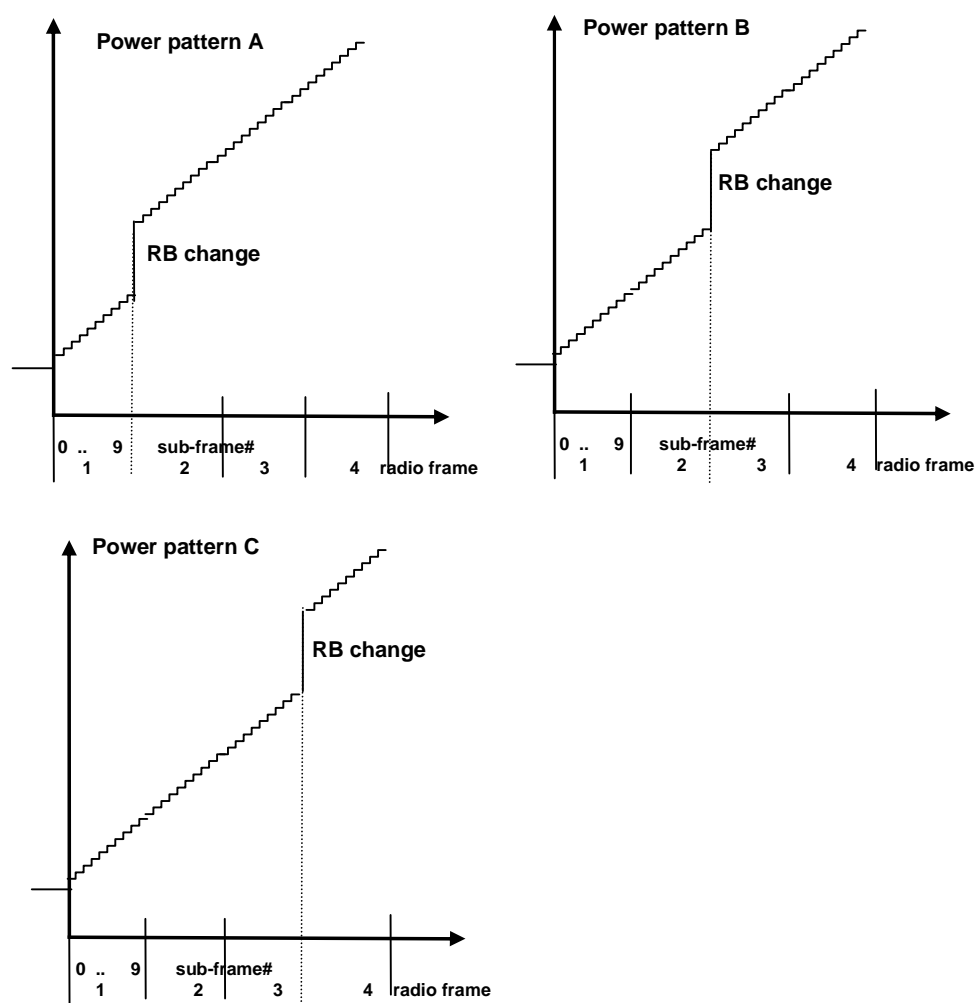 Power pattern A
RB change
0 .. 9 sub-frame#
1 2 3 4 radio frame
Power pattern B
RB change
0 .. 9 sub-frame#
1 2 3 4 radio frame
Power pattern C
RB change
0 .. 9 sub-frame#
1 2 3 4 radio frame